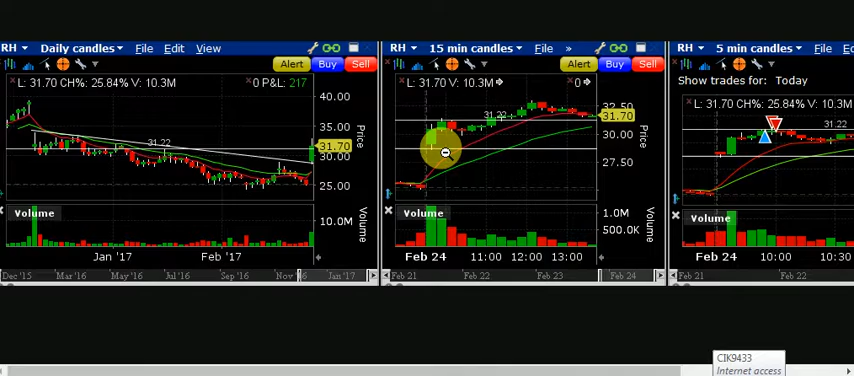 RH Daily candles File Edit View
Alert Buy Sell
L: 31.70 CH%: 25.84% V: 10.3M 0 P&L: 217
40.00
35.00
31.22
31.70
30.00
25.00
Price
Volume
10.0M
Volume
Jan '17 Feb '17
Dec '15 Mar '16 May '16 Jul '16 Sep '16 Nov '16 Jan '17
RH 15 min candles File »
Alert Buy Sell
L: 31.70 V: 10.3M 0
32.50
31.22
31.70
30.00
27.50
Price
Volume
1.0M
500.0K
Volume
Feb 24 11:00 12:00 13:00
Feb 21 Feb 22 Feb 23 Feb 24
RH 5 min candles File
Show trades for: Today
L: 31.70 CH%: 25.84% V: 10.3M
31.22
Volume
Feb 24 10:00 10:30
Feb 21 Feb 22
CIK9433
Internet access